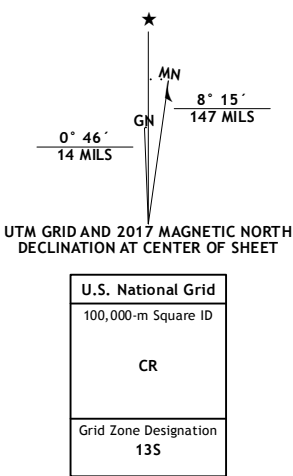 ★
MN
GN
8° 15´
147 MILS
0° 46´
14 MILS
UTM GRID AND 2017 MAGNETIC NORTH
DECLINATION AT CENTER OF SHEET
U.S. National Grid
100,000-m Square ID
CR
Grid Zone Designation
13S